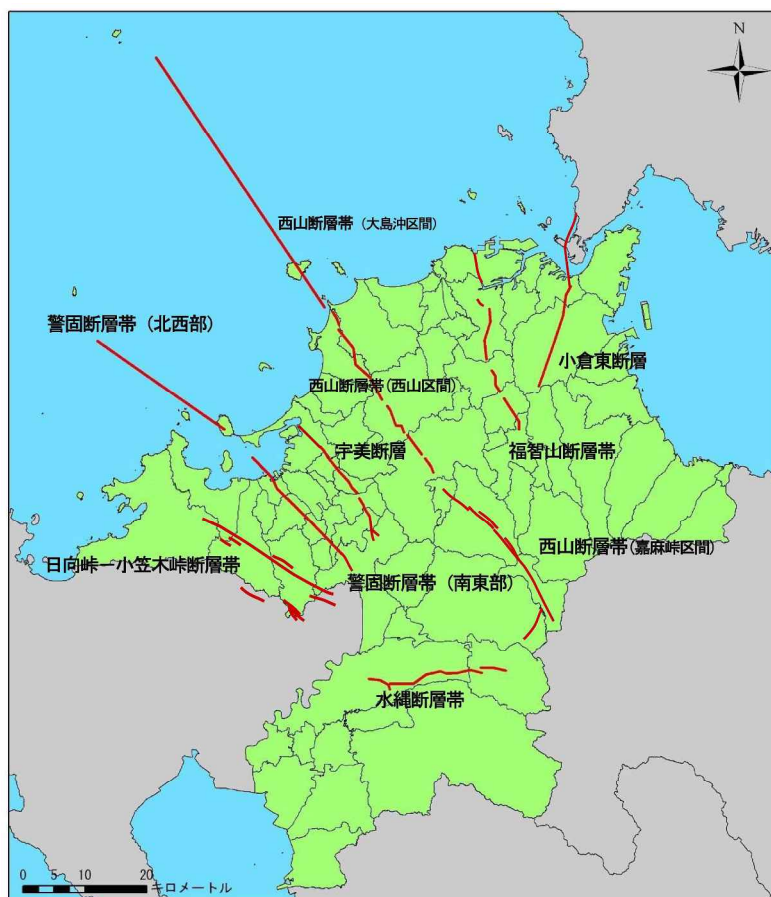 N
西山断層帯(大島沖区間)
警固断層帯(北西部)
小倉東断層
西山断層帯(西山区間)
宇美断層
福智山断層帯
西山断層帯(嘉麻峠区間)
日向峠ー小笠木峠断層帯
警固断層帯(南東部)
水縄断層帯
0 5 10 20
キロメートル